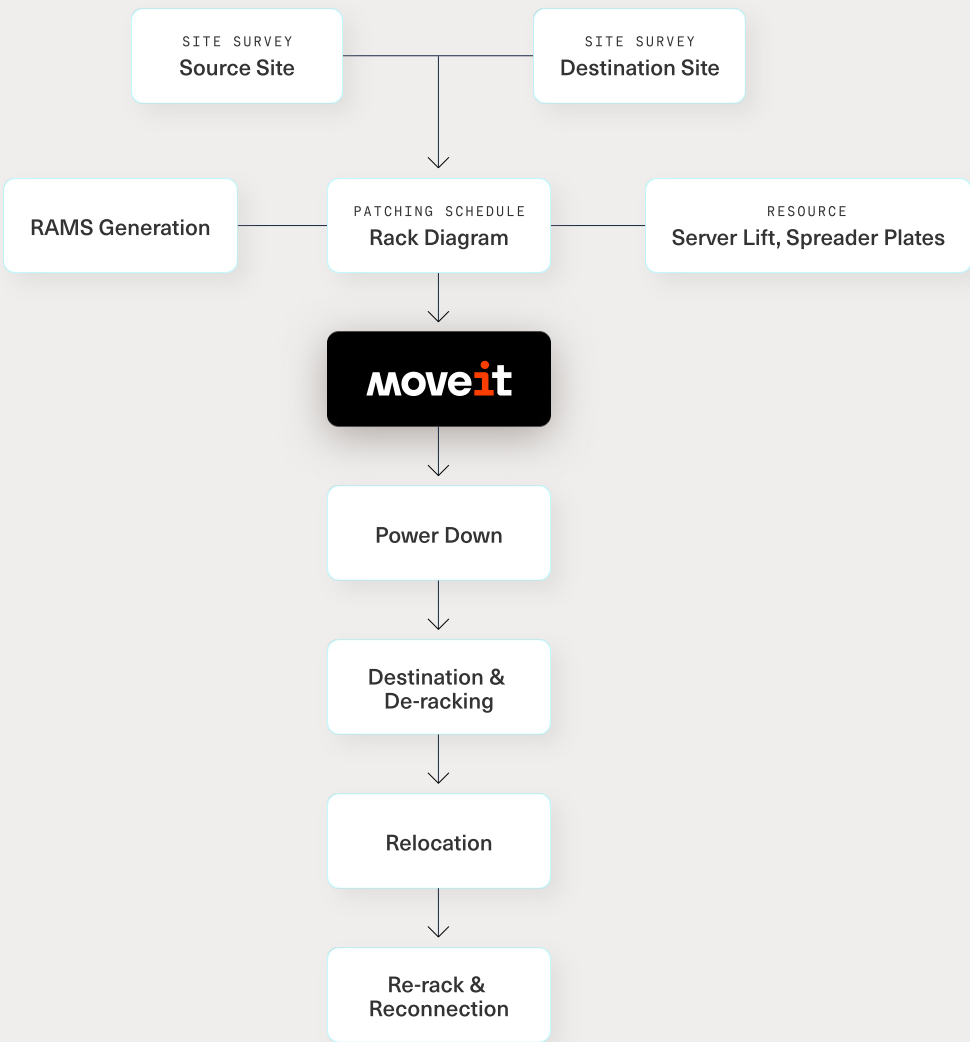 SITE SURVEY
Source Site
SITE SURVEY
Destination Site
RAMS Generation
PATCHING SCHEDULE
Rack Diagram
RESOURCE
Server Lift, Spreader Plates
moveit
Power Down
Destination &
De-racking
Relocation
Re-rack &
Reconnection